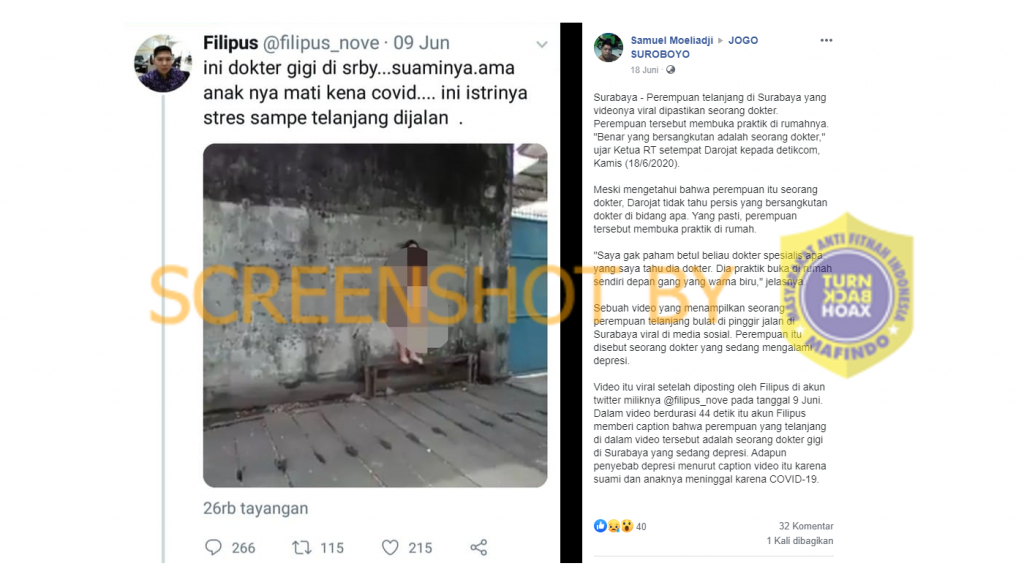 Filipus @filipus_nove · 09 Jun
ini dokter gigi di srby...suaminya.ama
anak nya mati kena covid.... ini istrinya
stres sampe telanjang dijalan .
26rb tayangan
266 115 215
Samuel Moeliadji ▸ JOGO
SUROBOYO
18 Juni ·
Surabaya - Perempuan telanjang di Surabaya yang
videonya viral dipastikan seorang dokter.
Perempuan tersebut membuka praktik di rumahnya.
"Benar yang bersangkutan adalah seorang dokter,"
ujar Ketua RT setempat Darojat kepada detikcom,
Kamis (18/6/2020).
Meski mengetahui bahwa perempuan itu seorang
dokter, Darojat tidak tahu persis yang bersangkutan
dokter di bidang apa. Yang pasti, perempuan
tersebut membuka praktik di rumah.
"Saya gak paham betul beliau dokter spesialis apa
yang saya tahu dia dokter. Dia praktik buka di rumah
sendiri depan gang yang warna biru," jelasnya.
Sebuah video yang menampilkan seorang
perempuan telanjang bulat di pinggir jalan di
Surabaya viral di media sosial. Perempuan itu
disebut seorang dokter yang sedang mengalami
depresi.
Video itu viral setelah diposting oleh Filipus di akun
twitter miliknya @filipus_nove pada tanggal 9 Juni.
Dalam video berdurasi 44 detik itu akun Filipus
memberi caption bahwa perempuan yang telanjang
di dalam video tersebut adalah seorang dokter gigi
di Surabaya yang sedang depresi. Adapun
penyebab depresi menurut caption video itu karena
suami dan anaknya meninggal karena COVID-19.
40
32 Komentar
1 Kali dibagikan
SCREENSHOT BY
MASYARAKAT ANTI FITNAH INDONESIA
TURN
BACK
HOAX
MAFINDO